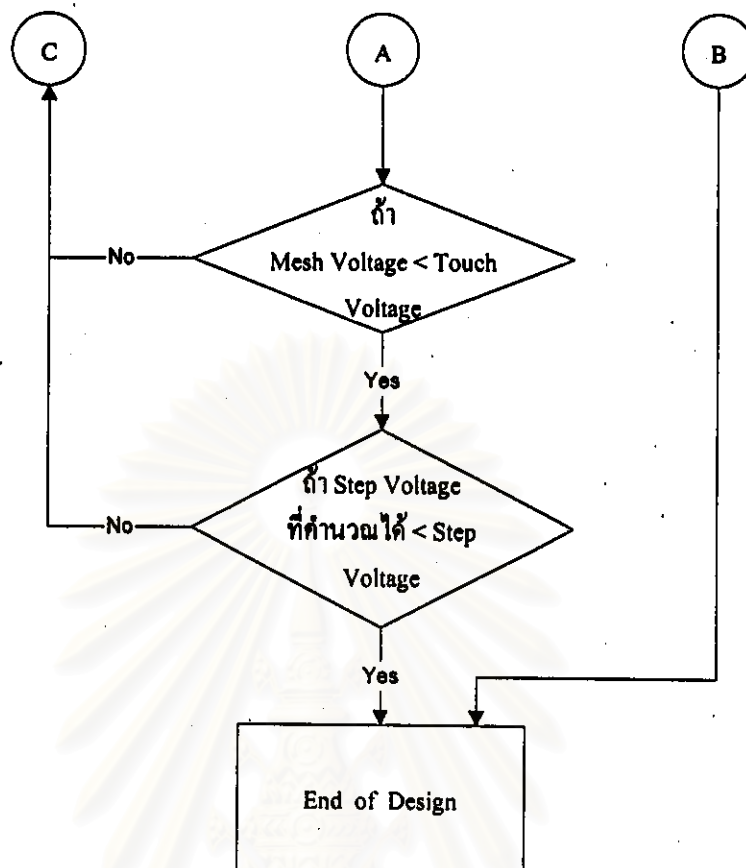 C
A
B
ถ้า
Mesh Voltage < Touch
Voltage
No
Yes
ถ้า Step Voltage
ที่คำนวณได้ < Step
Voltage
No
Yes
End of Design